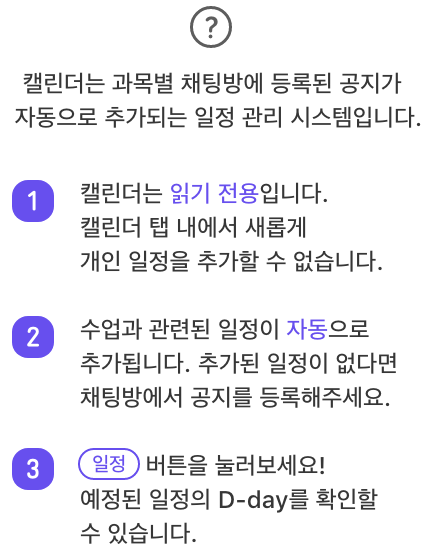 ?
캘린더는 과목별 채팅방에 등록된 공지가
자동으로 추가되는 일정 관리 시스템입니다.
1 캘린더는 읽기 전용입니다.
캘린더 탭 내에서 새롭게
개인 일정을 추가할 수 없습니다.
2 수업과 관련된 일정이 자동으로
추가됩니다. 추가된 일정이 없다면
채팅방에서 공지를 등록해주세요.
3 일정 버튼을 눌러보세요!
예정된 일정의 D-day를 확인할
수 있습니다.